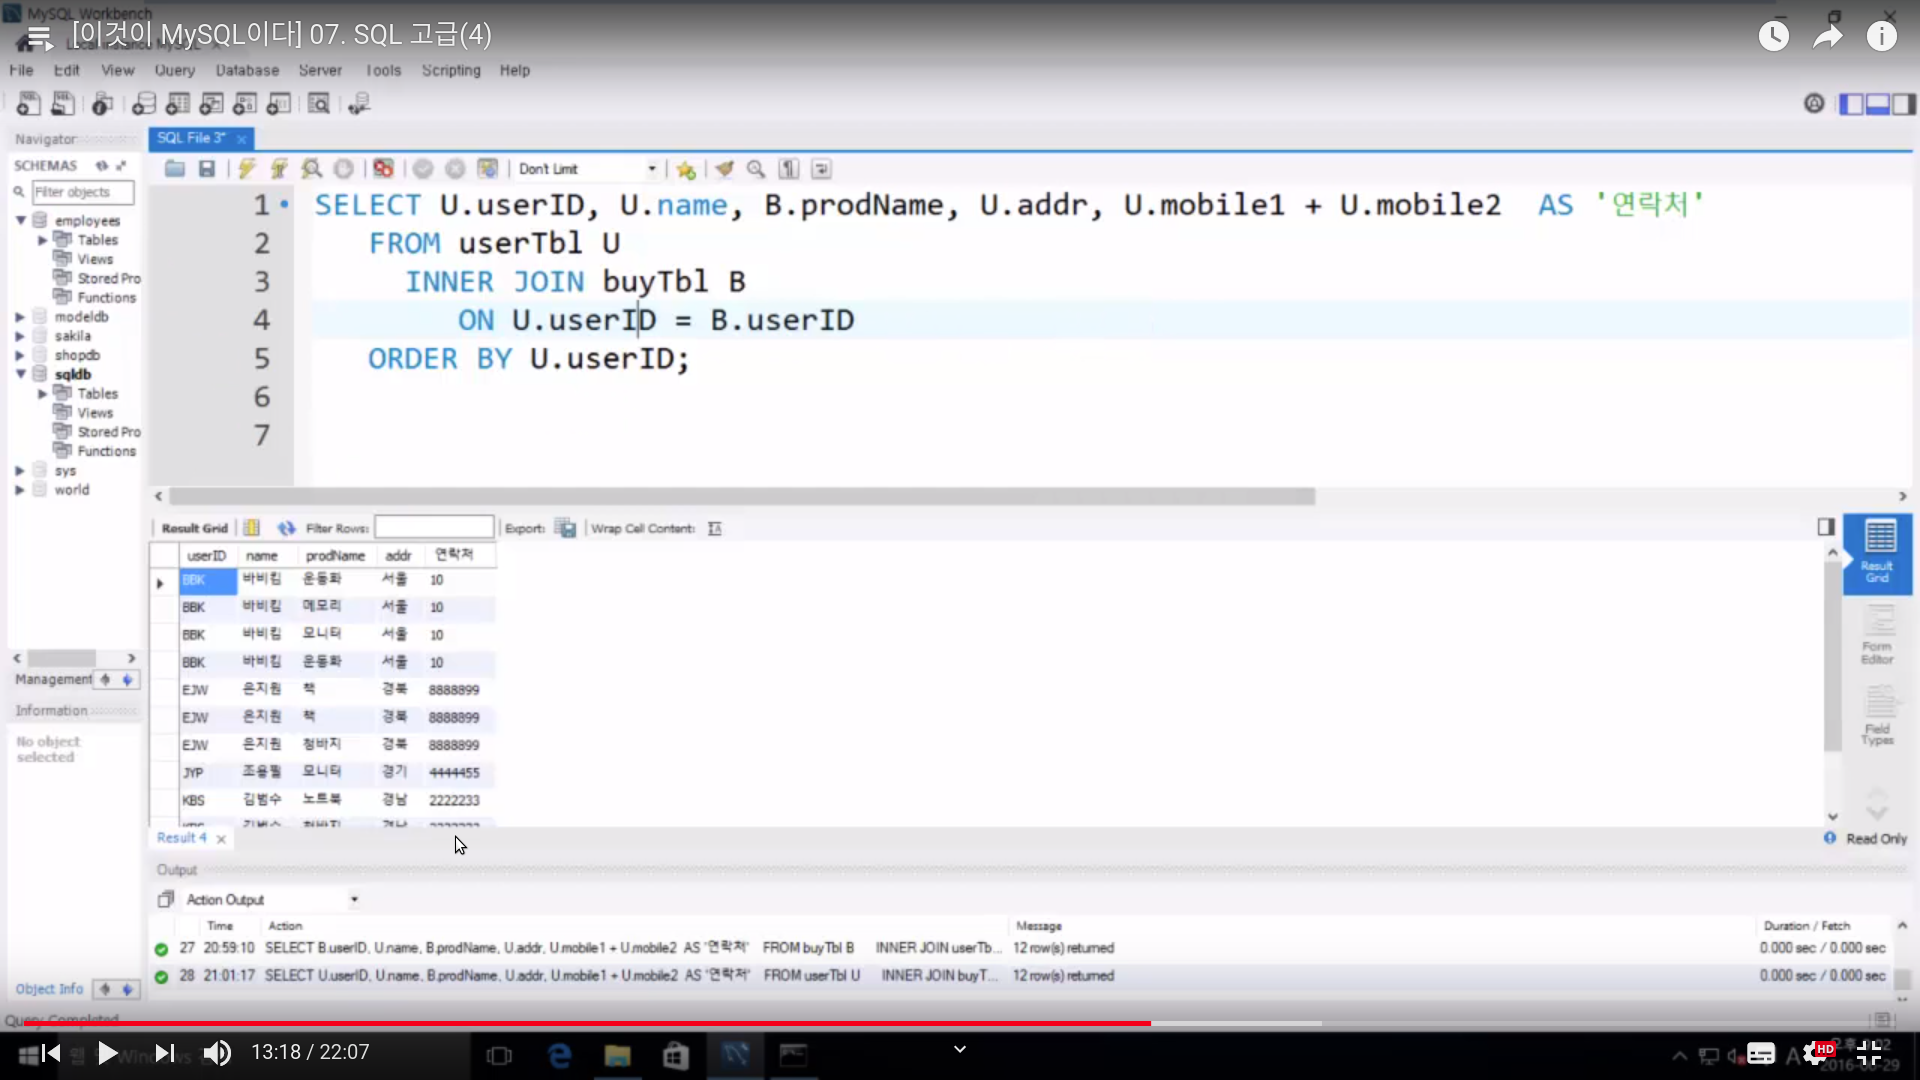 MySQL Workbench
[이것이 MySQL이다] 07. SQL 고급(4)
File Edit View Query Database Server Tools Scripting Help
Navigator
SCHEMAS
Filter objects
employees
Tables
Views
Stored Pro
Functions
modeldb
sakila
shopdb
sqldb
Tables
Views
Stored Pro
Functions
sys
world
Management
Information
No object
selected
Object Info
SQL File 3*
Don't Limit
1 SELECT U.userID, U.name, B.prodName, U.addr, U.mobile1 + U.mobile2 AS '연락처'
2 FROM userTbl U
3 INNER JOIN buyTbl B
4 ON U.userID = B.userID
5 ORDER BY U.userID;
6
7
Result Grid Filter Rows: Export: Wrap Cell Content:
userID name prodName addr 연락처
BBK 바비킴 운동화 서울 10
BBK 바비킴 메모리 서울 10
BBK 바비킴 모니터 서울 10
BBK 바비킴 운동화 서울 10
EJW 은지원 책 경북 8888899
EJW 은지원 책 경북 8888899
EJW 은지원 청바지 경북 8888899
JYP 조용필 모니터 경기 4444455
KBS 김범수 노트북 경남 2222233
Result
Grid
Form
Editor
Field
Types
Result 4
Read Only
Output
Action Output
Time Action Message Duration / Fetch
27 20:59:10 SELECT B.userID, U.name, B.prodName, U.addr, U.mobile1 + U.mobile2 AS '연락처' FROM buyTbl B INNER JOIN userTb... 12 row(s) returned 0.000 sec / 0.000 sec
28 21:01:17 SELECT U.userID, U.name, B.prodName, U.addr, U.mobile1 + U.mobile2 AS '연락처' FROM userTbl U INNER JOIN buyT... 12 row(s) returned 0.000 sec / 0.000 sec
Query Completed
13:18 / 22:07
HD